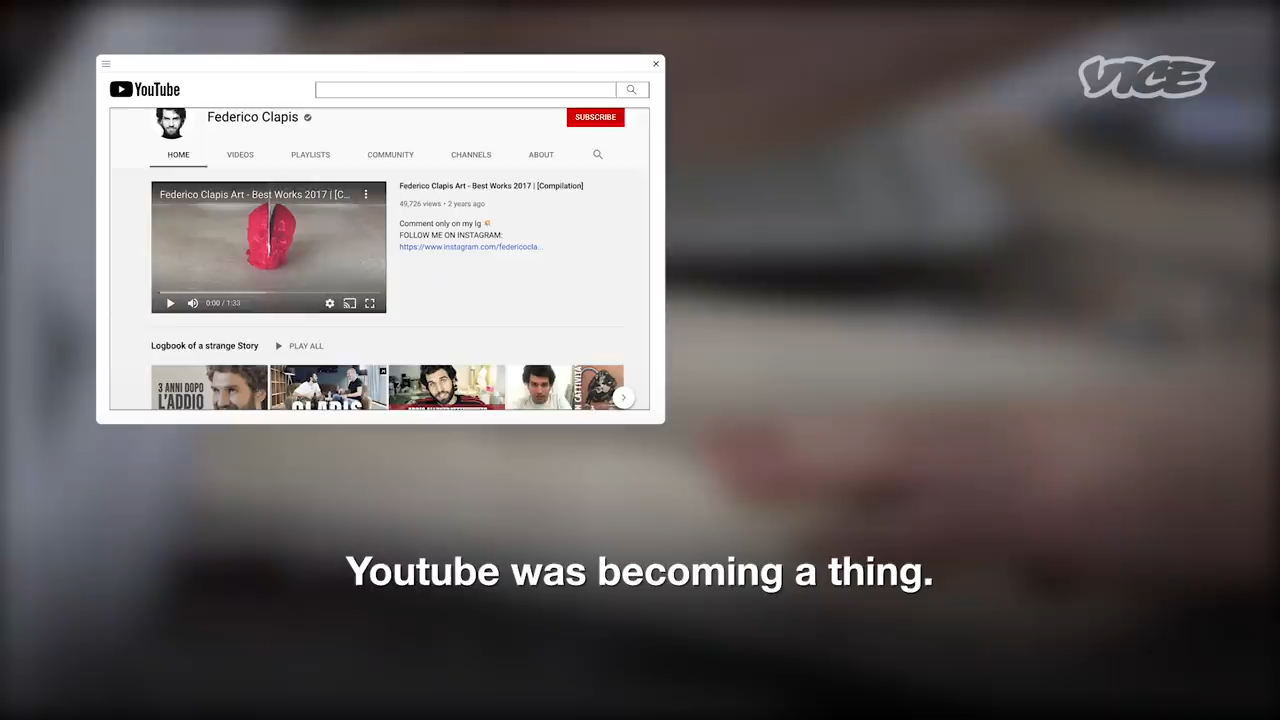 VICE
YouTube
Federico Clapis
SUBSCRIBE
HOME
VIDEOS
PLAYLISTS
COMMUNITY
CHANNELS
ABOUT
Federico Clapis Art - Best Works 2017 | [C...
0:00 / 1:33
Federico Clapis Art - Best Works 2017 | [Compilation]
49,726 views • 2 years ago
Comment only on my Ig
FOLLOW ME ON INSTAGRAM:
https://www.instagram.com/federicocla...
Logbook of a strange Story
PLAY ALL
3 ANNI DOPO
L'ADDIO
CLAPIS
Youtube was becoming a thing.